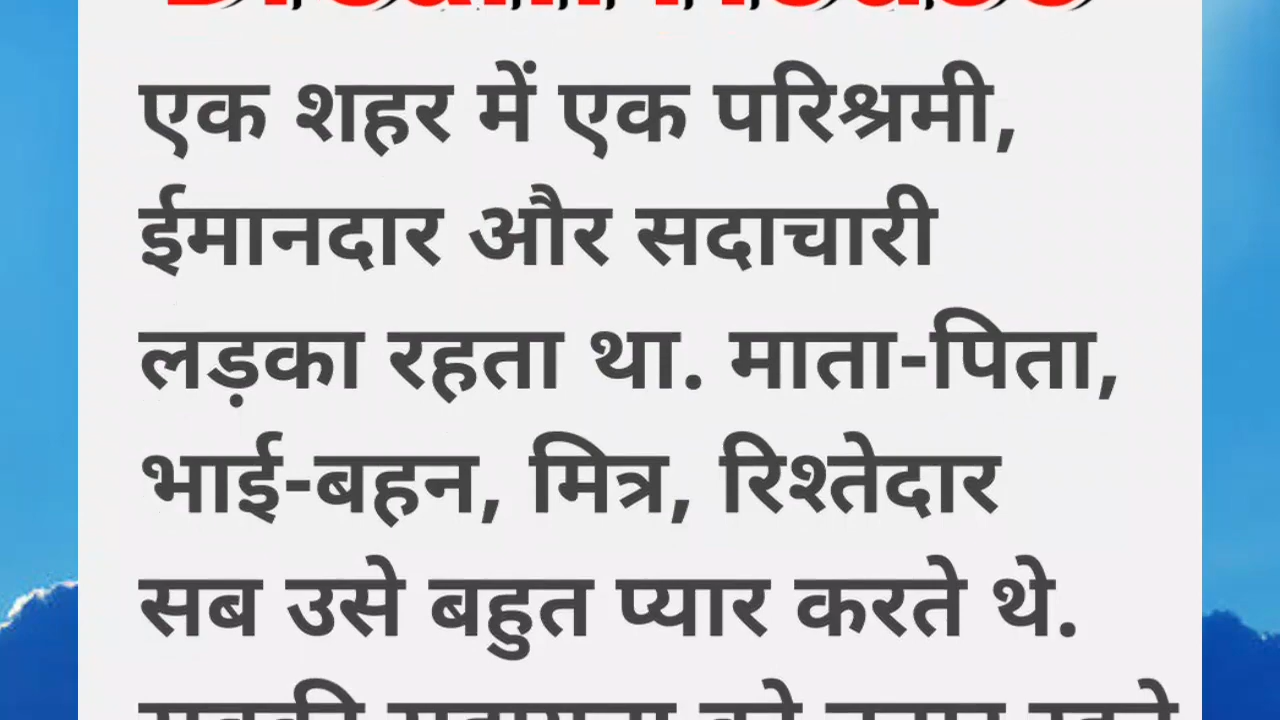 एक शहर में एक परिश्रमी,
ईमानदार और सदाचारी
लड़का रहता था. माता-पिता,
भाई-बहन, मित्र, रिश्तेदार
सब उसे बहुत प्यार करते थे.